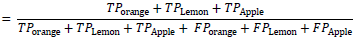 = (TP_orange + TP_Lemon + TP_Apple) / (TP_orange + TP_Lemon + TP_Apple + FP_orange + FP_Lemon + FP_Apple)